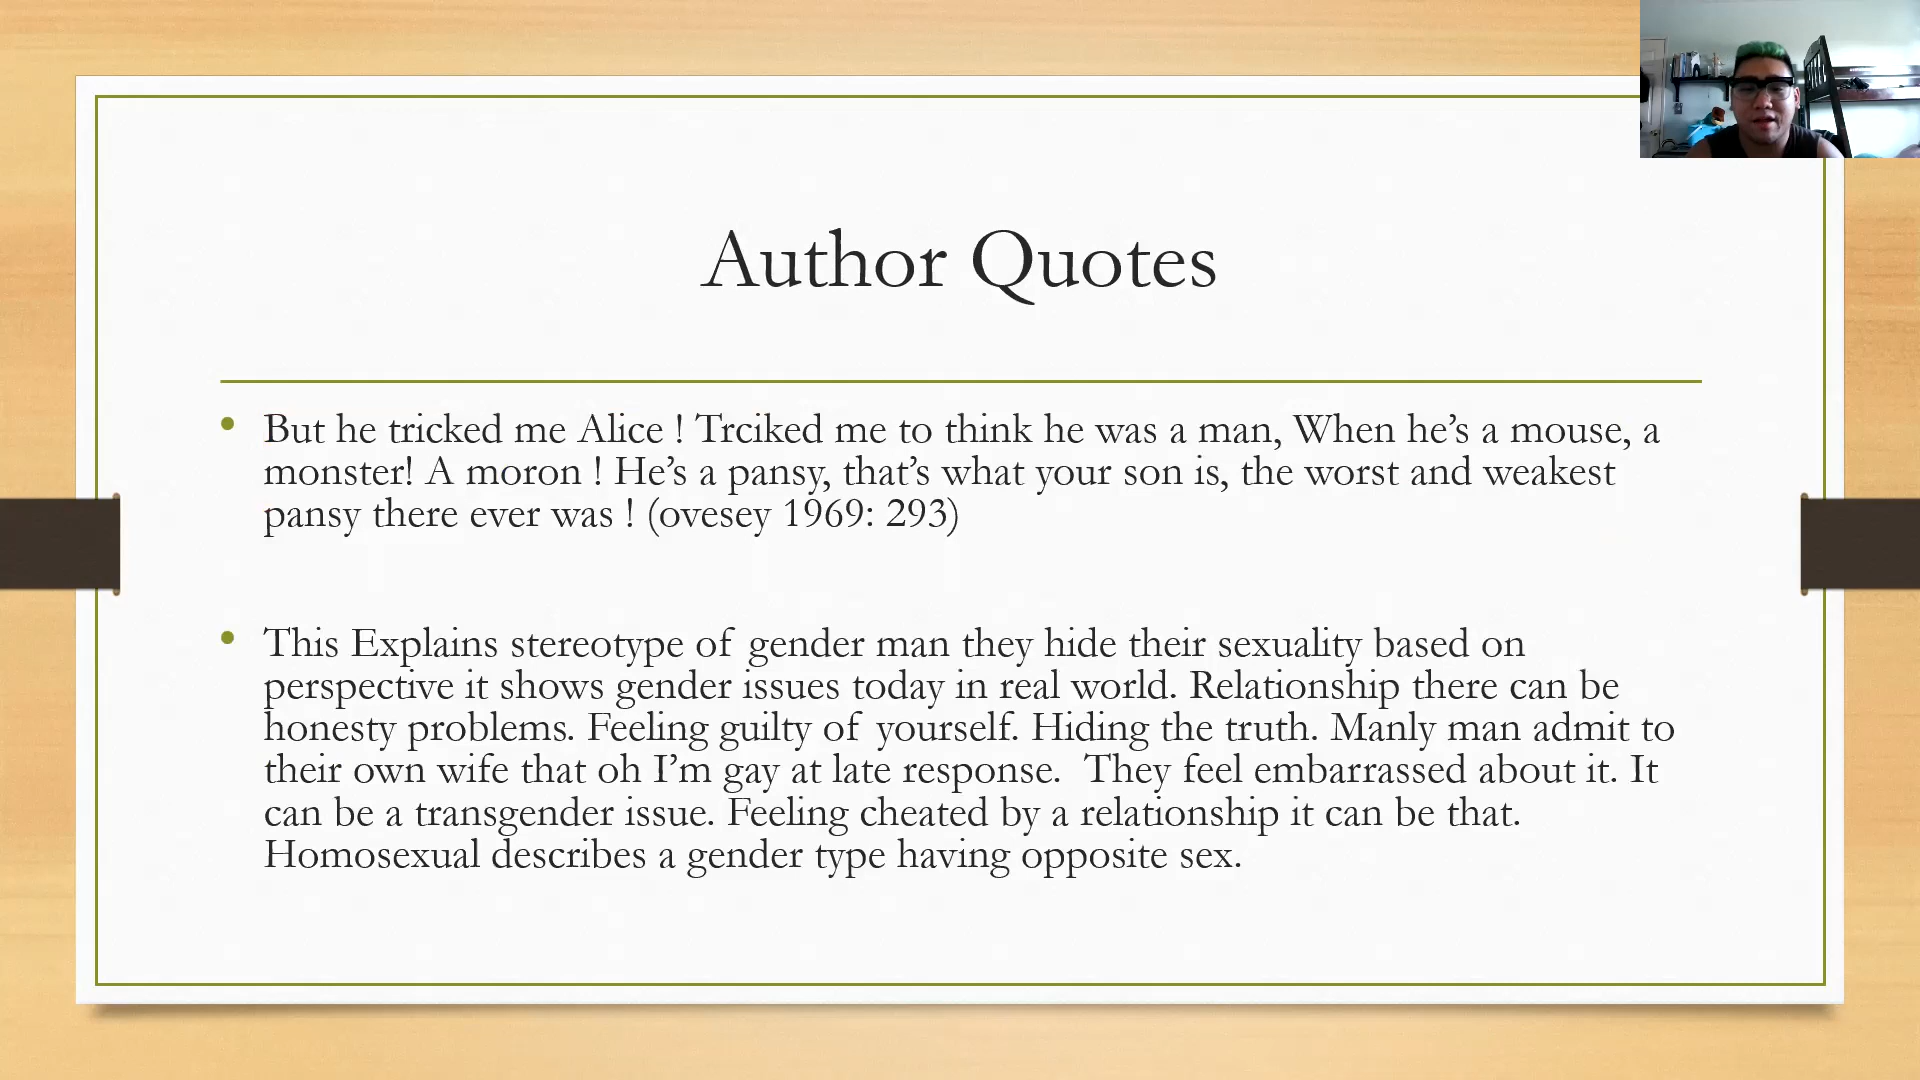 Author Quotes
But he tricked me Alice ! Trciked me to think he was a man, When he’s a mouse, a
monster! A moron ! He’s a pansy, that’s what your son is, the worst and weakest
pansy there ever was ! (ovesey 1969: 293)
This Explains stereotype of gender man they hide their sexuality based on
perspective it shows gender issues today in real world. Relationship there can be
honesty problems. Feeling guilty of yourself. Hiding the truth. Manly man admit to
their own wife that oh I’m gay at late response. They feel embarrassed about it. It
can be a transgender issue. Feeling cheated by a relationship it can be that.
Homosexual describes a gender type having opposite sex.